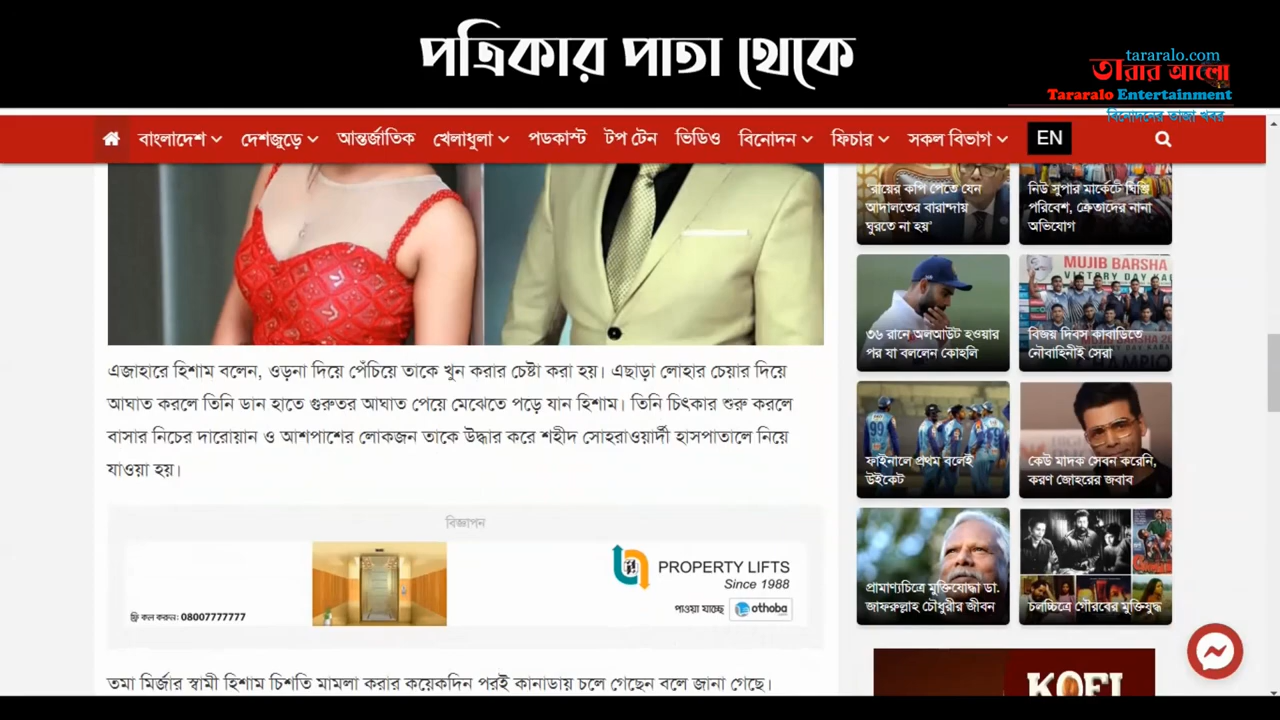 পত্রিকার পাতা থেকে
tararalo.com
তারার আলো
Tararalo Entertainment
বিনোদনের তাজা খবর
বাংলাদেশ দেশজুড়ে আন্তর্জাতিক খেলাধুলা পডকাস্ট টপ টেন ভিডিও বিনোদন ফিচার সকল বিভাগ EN
'রায়ের কপি পেতে যেন
আদালতের বারান্দায়
ঘুরতে না হয়'
নিউ সুপার মার্কেটে ঘিঞ্জি
পরিবেশ, ক্রেতাদের নানা
অভিযোগ
MUJIB BARSHA
৩৬ রানে অলআউট হওয়ার
পর যা বললেন কোহলি
বিজয় দিবস কাবাডিতে
নৌবাহিনীই সেরা
এজাহারে হিশাম বলেন, ওড়না দিয়ে পেঁচিয়ে তাকে খুন করার চেষ্টা করা হয়। এছাড়া লোহার চেয়ার দিয়ে
আঘাত করলে তিনি ডান হাতে গুরুতর আঘাত পেয়ে মেঝেতে পড়ে যান হিশাম। তিনি চিৎকার শুরু করলে
বাসার নিচের দারোয়ান ও আশপাশের লোকজন তাকে উদ্ধার করে শহীদ সোহরাওয়ার্দী হাসপাতালে নিয়ে
যাওয়া হয়।
ফাইনালে প্রথম বলেই
উইকেট
কেউ মাদক সেবন করেনি,
করণ জোহরের জবাব
বিজ্ঞাপন
PROPERTY LIFTS
Since 1988
পাওয়া যাচ্ছে othoba
ফ্রি কল করুন: 08007777777
প্রামাণ্যচিত্রে মুক্তিযোদ্ধা ডা.
জাফরুল্লাহ চৌধুরীর জীবন
চলচ্চিত্রে গৌরবের মুক্তিযুদ্ধ
তমা মির্জার স্বামী হিশাম চিশতি মামলা করার কয়েকদিন পরই কানাডায় চলে গেছেন বলে জানা গেছে।